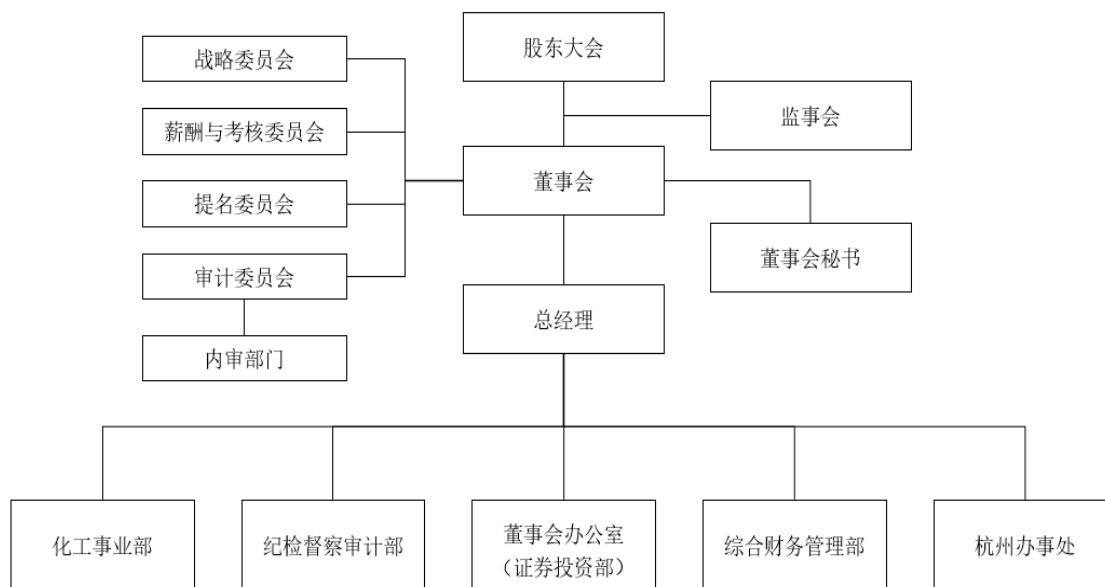 股东大会
战略委员会
监事会
薪酬与考核委员会
董事会
提名委员会
董事会秘书
审计委员会
总经理
内审部门
化工事业部
纪检督察审计部
董事会办公室
（证券投资部）
综合财务管理部
杭州办事处